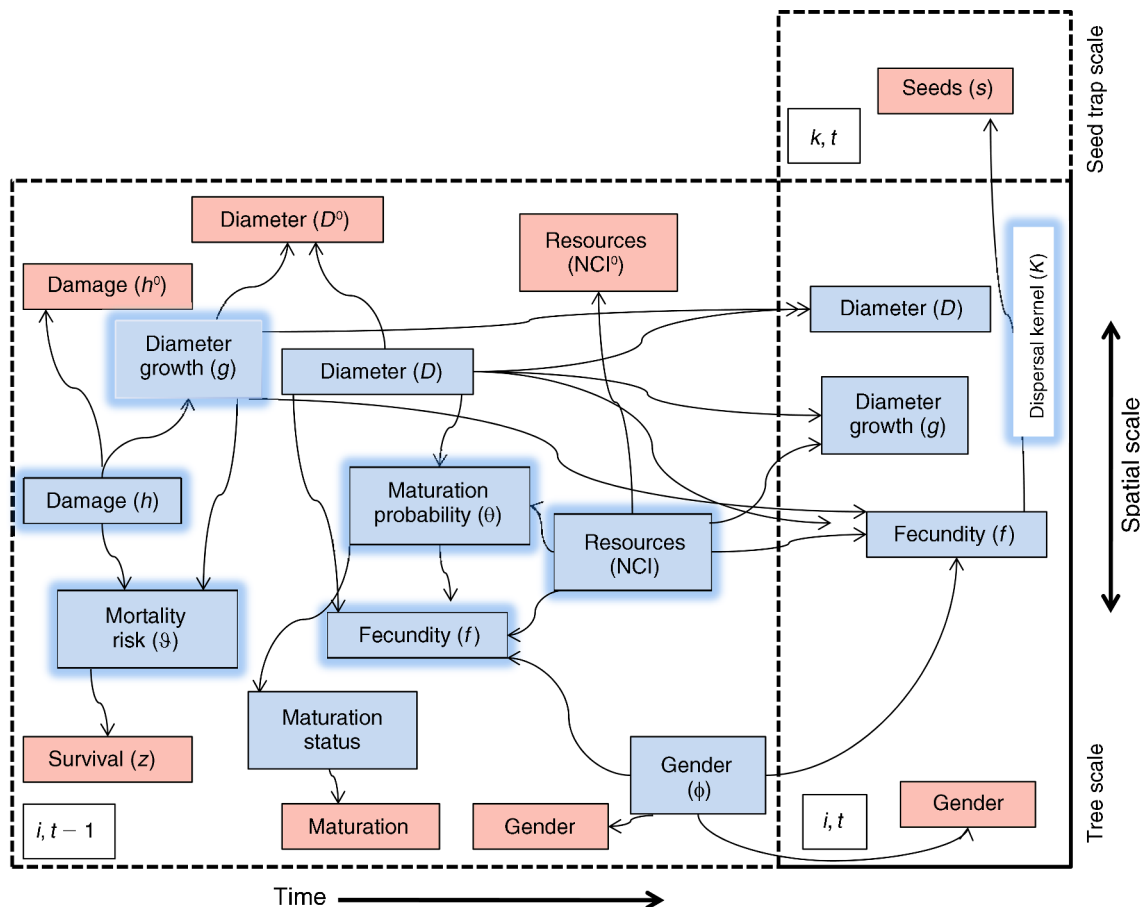 Seeds (s)
k, t
Seed trap scale
Diameter (D⁰)
Resources
(NCI⁰)
Damage (h⁰)
Diameter
growth (g)
Diameter (D)
Diameter (D)
Dispersal kernel (K)
Diameter
growth (g)
Damage (h)
Maturation
probability (θ)
Resources
(NCI)
Fecundity (f)
Spatial scale
Mortality
risk (ϑ)
Fecundity (f)
Maturation
status
Survival (z)
Gender
(ϕ)
Tree scale
i, t − 1
Maturation
Gender
i, t
Gender
Time